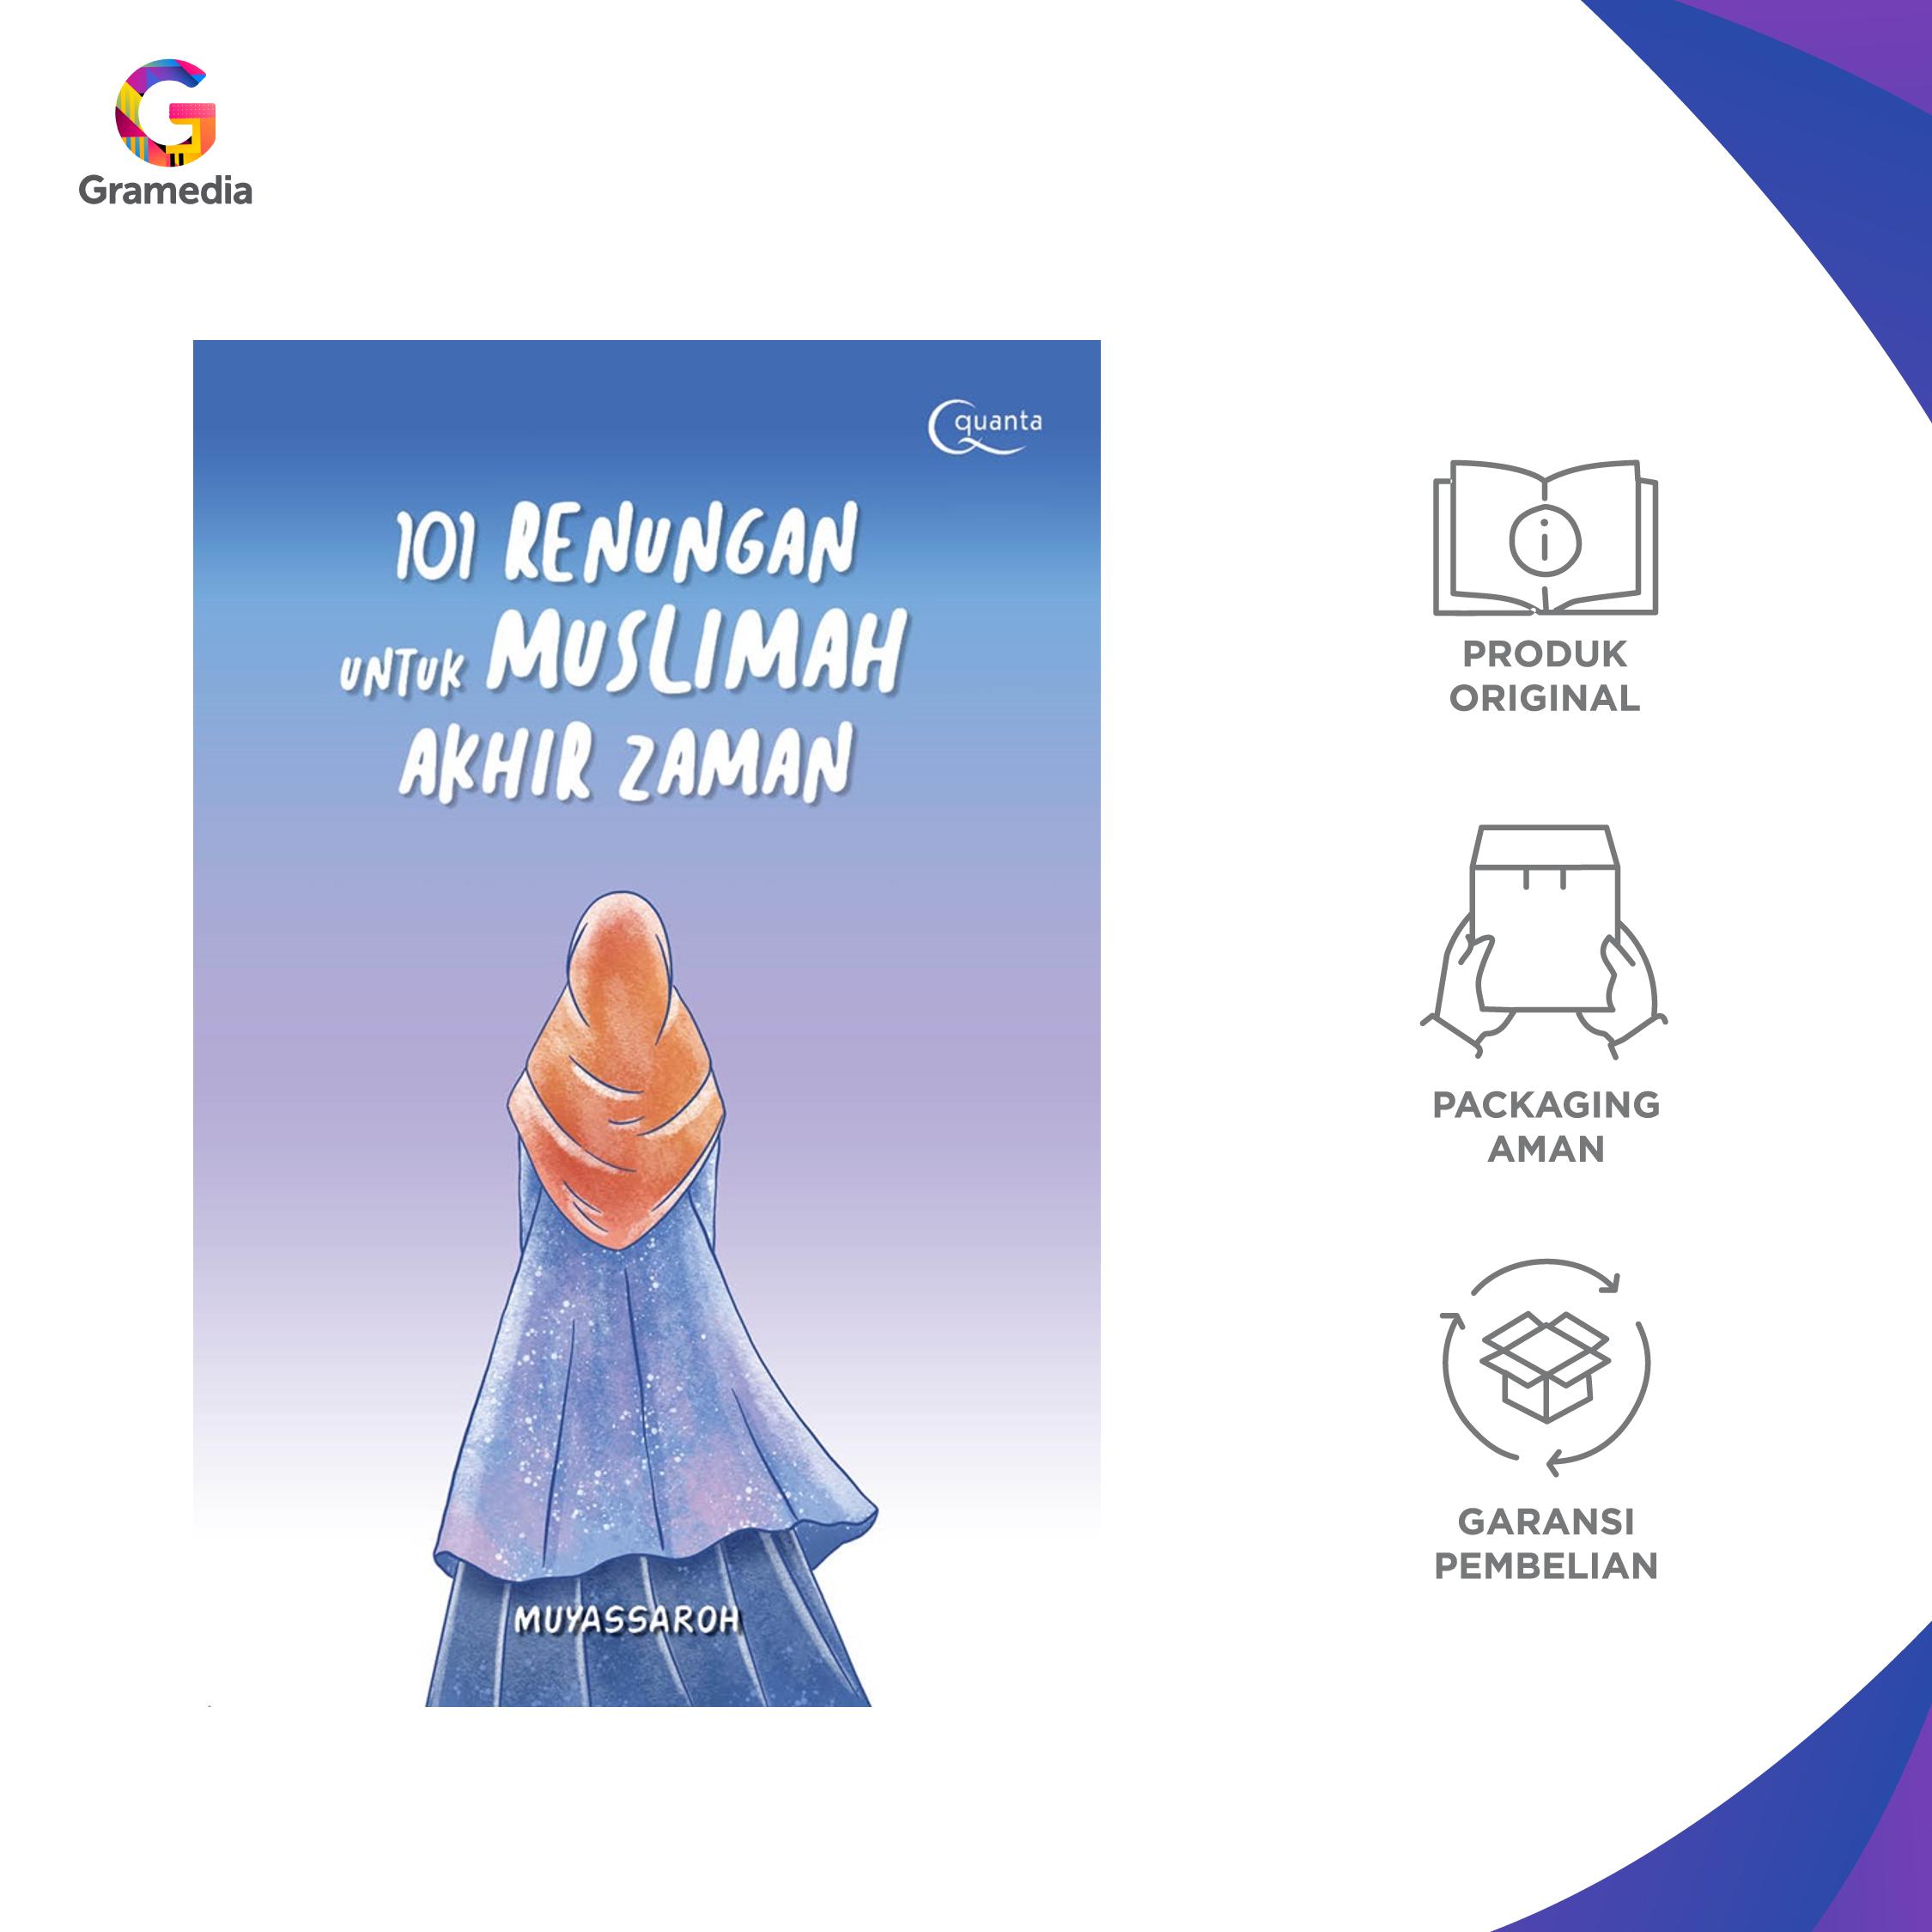 Gramedia
quanta
101 RENUNGAN
UNTUK MUSLIMAH
AKHIR ZAMAN
MUYASSAROH
PRODUK
ORIGINAL
PACKAGING
AMAN
GARANSI
PEMBELIAN